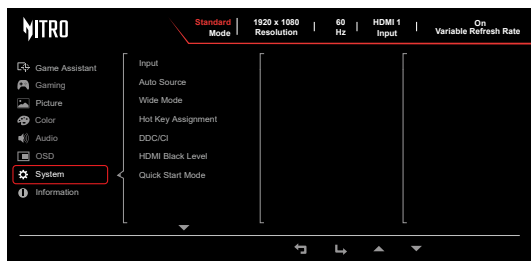 NITRO
Standard Mode
1920 x 1080 Resolution
60 Hz
HDMI 1 Input
On Variable Refresh Rate
Game Assistant
Gaming
Picture
Color
Audio
OSD
System
Information
Input
Auto Source
Wide Mode
Hot Key Assignment
DDC/CI
HDMI Black Level
Quick Start Mode